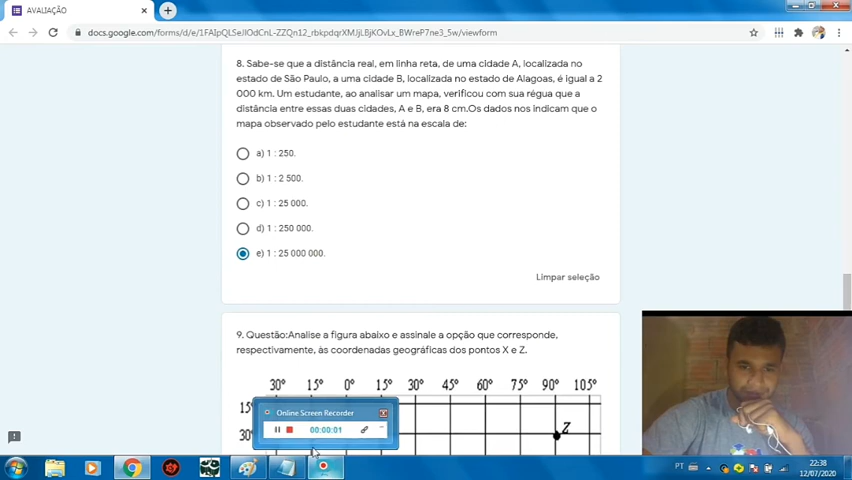 AVALIAÇÃO
docs.google.com/forms/d/e/1FAIpQLSeJIOdCnL-ZZQn12_rbkpdqrXMJjLBjKOvLx_BWreP7ne3_5w/viewform
8. Sabe-se que a distância real, em linha reta, de uma cidade A, localizada no
estado de São Paulo, a uma cidade B, localizada no estado de Alagoas, é igual a 2
000 km. Um estudante, ao analisar um mapa, verificou com sua régua que a
distância entre essas duas cidades, A e B, era 8 cm.Os dados nos indicam que o
mapa observado pelo estudante está na escala de:
a) 1 : 250.
b) 1 : 2 500.
c) 1 : 25 000.
d) 1 : 250 000.
e) 1 : 25 000 000.
Limpar seleção
9. Questão:Analise a figura abaixo e assinale a opção que corresponde,
respectivamente, às coordenadas geográficas dos pontos X e Z.
30° 15° 0° 15° 30° 45° 60° 75° 90° 105°
15°
Online Screen Recorder
00:00:01
30°
Z
PT
22:38
12/07/2020